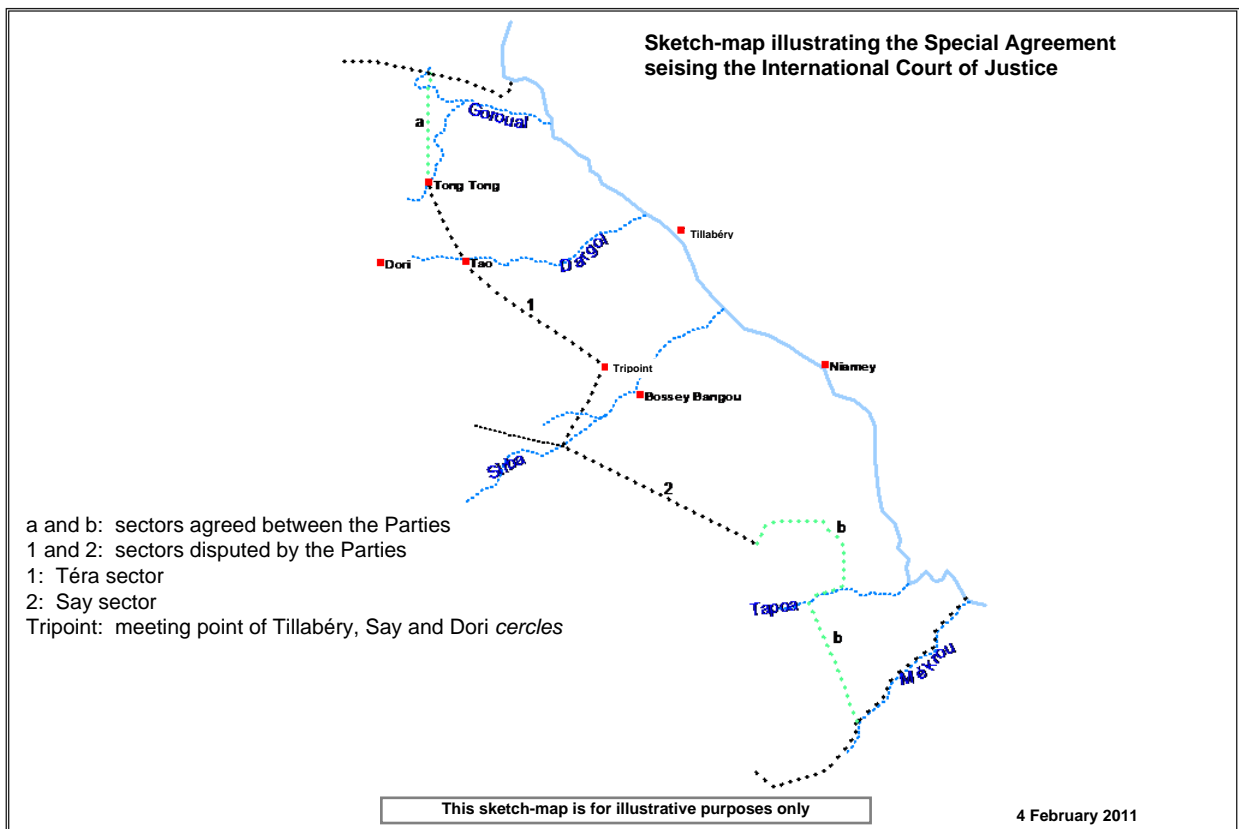 Sketch-map illustrating the Special Agreement
seising the International Court of Justice
Goroual
a
Tong Tong
Tillabéry
Dargol
Dori
Tao
1
Tripoint
Niamey
Bossey Bangou
Sirba
2
a and b: sectors agreed between the Parties
1 and 2: sectors disputed by the Parties
1: Téra sector
2: Say sector
Tripoint: meeting point of Tillabéry, Say and Dori cercles
b
Tapoa
b
Mekrou
This sketch-map is for illustrative purposes only
4 February 2011